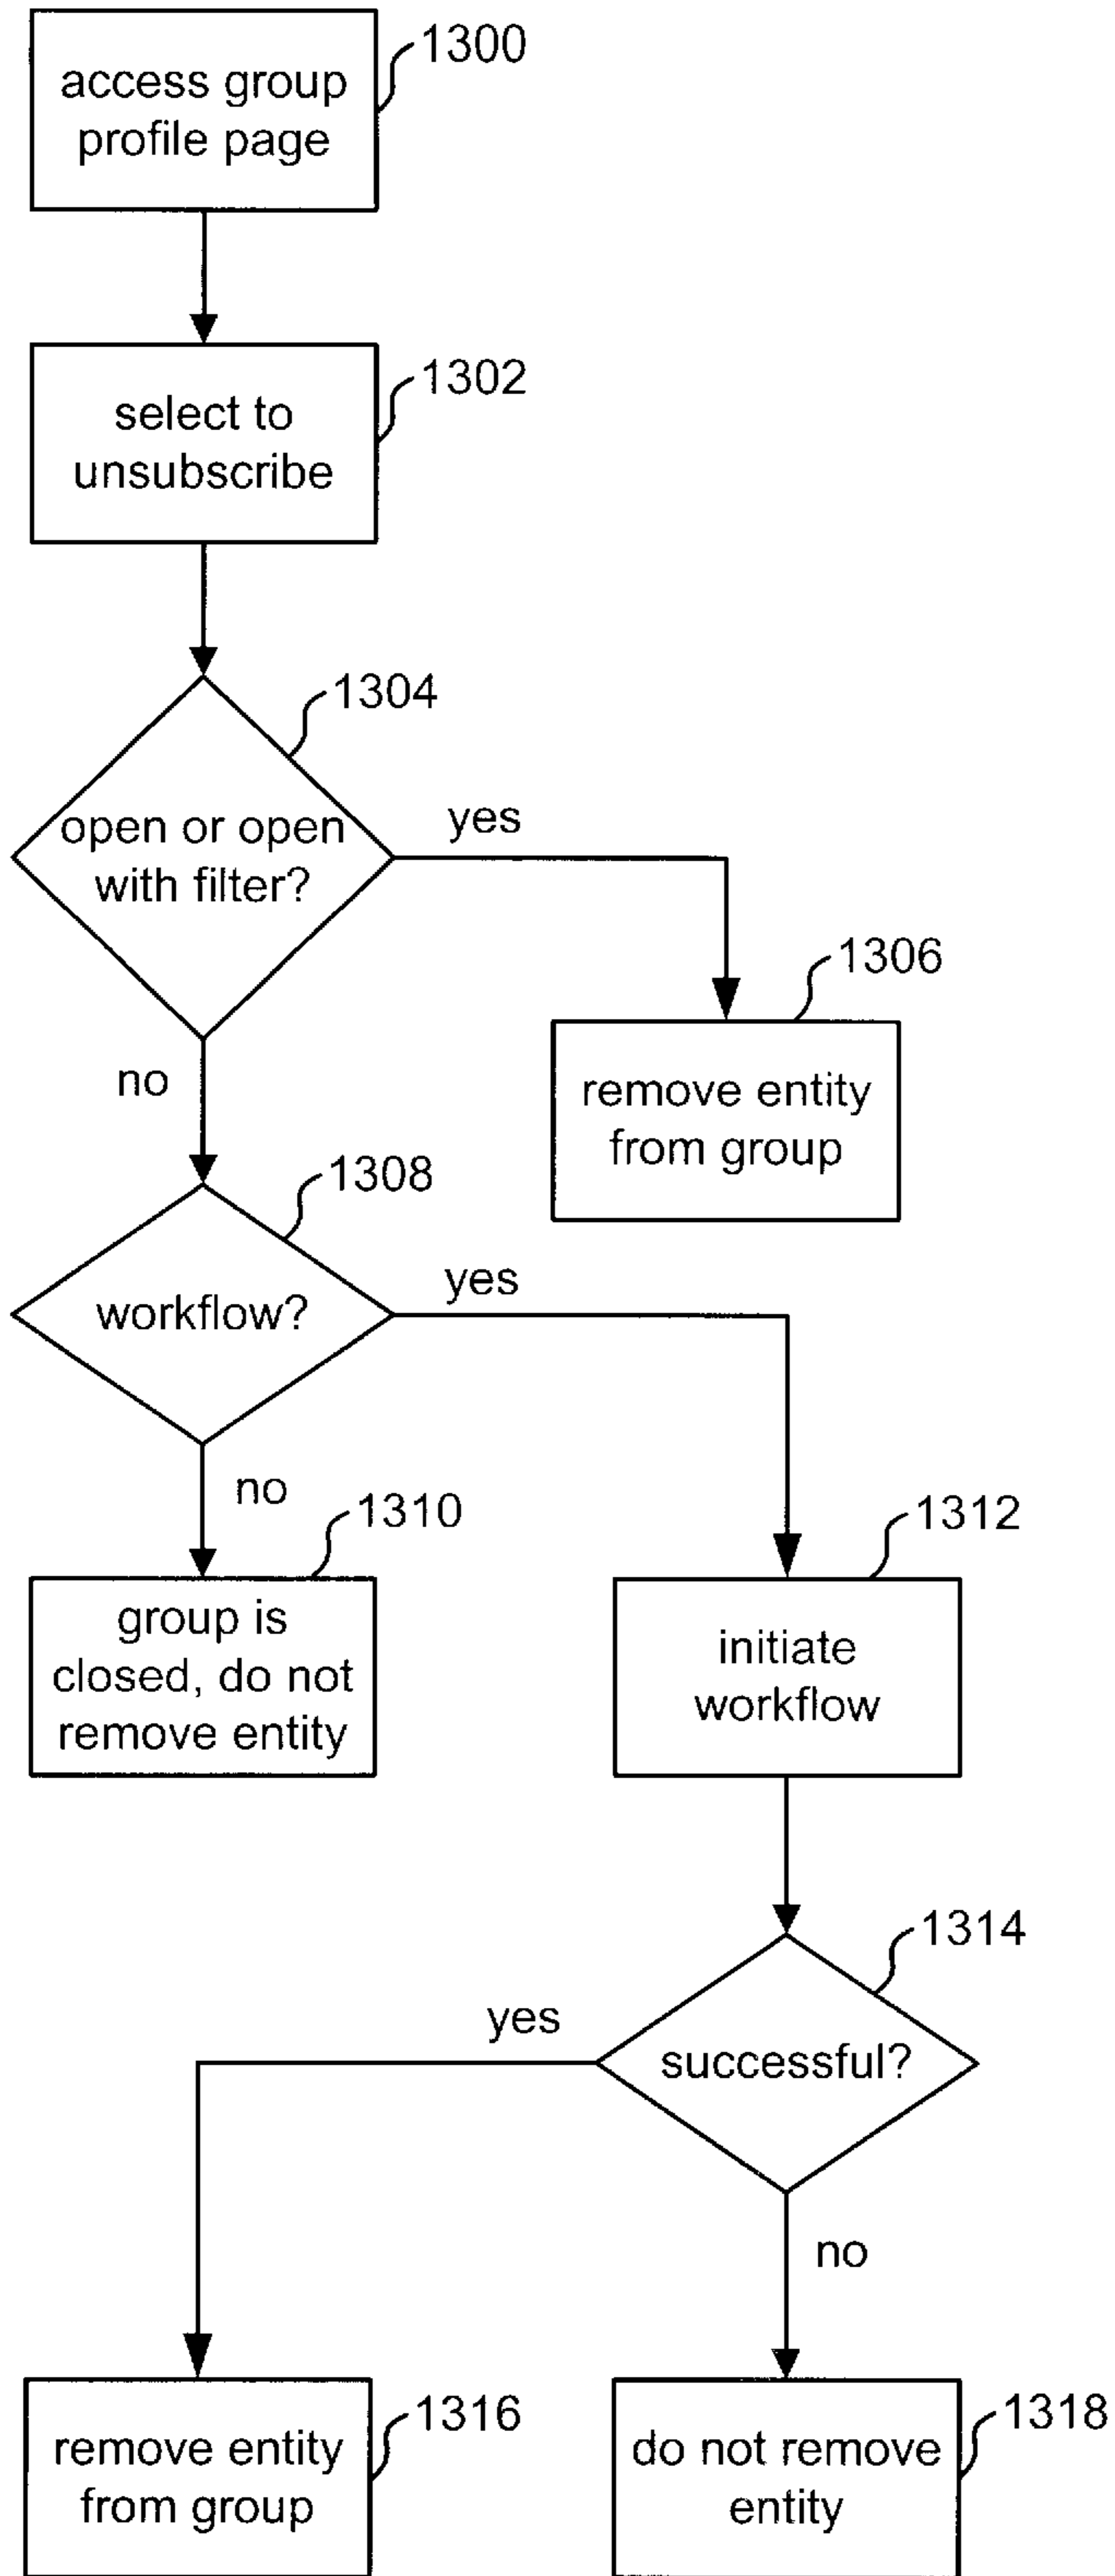 access group
profile page
1300
select to
unsubscribe
1302
1304
open or open
with filter?
yes
1306
remove entity
from group
no
1308
workflow?
yes
no
1310
group is
closed, do not
remove entity
1312
initiate
workflow
1314
successful?
yes
no
1316
remove entity
from group
1318
do not remove
entity